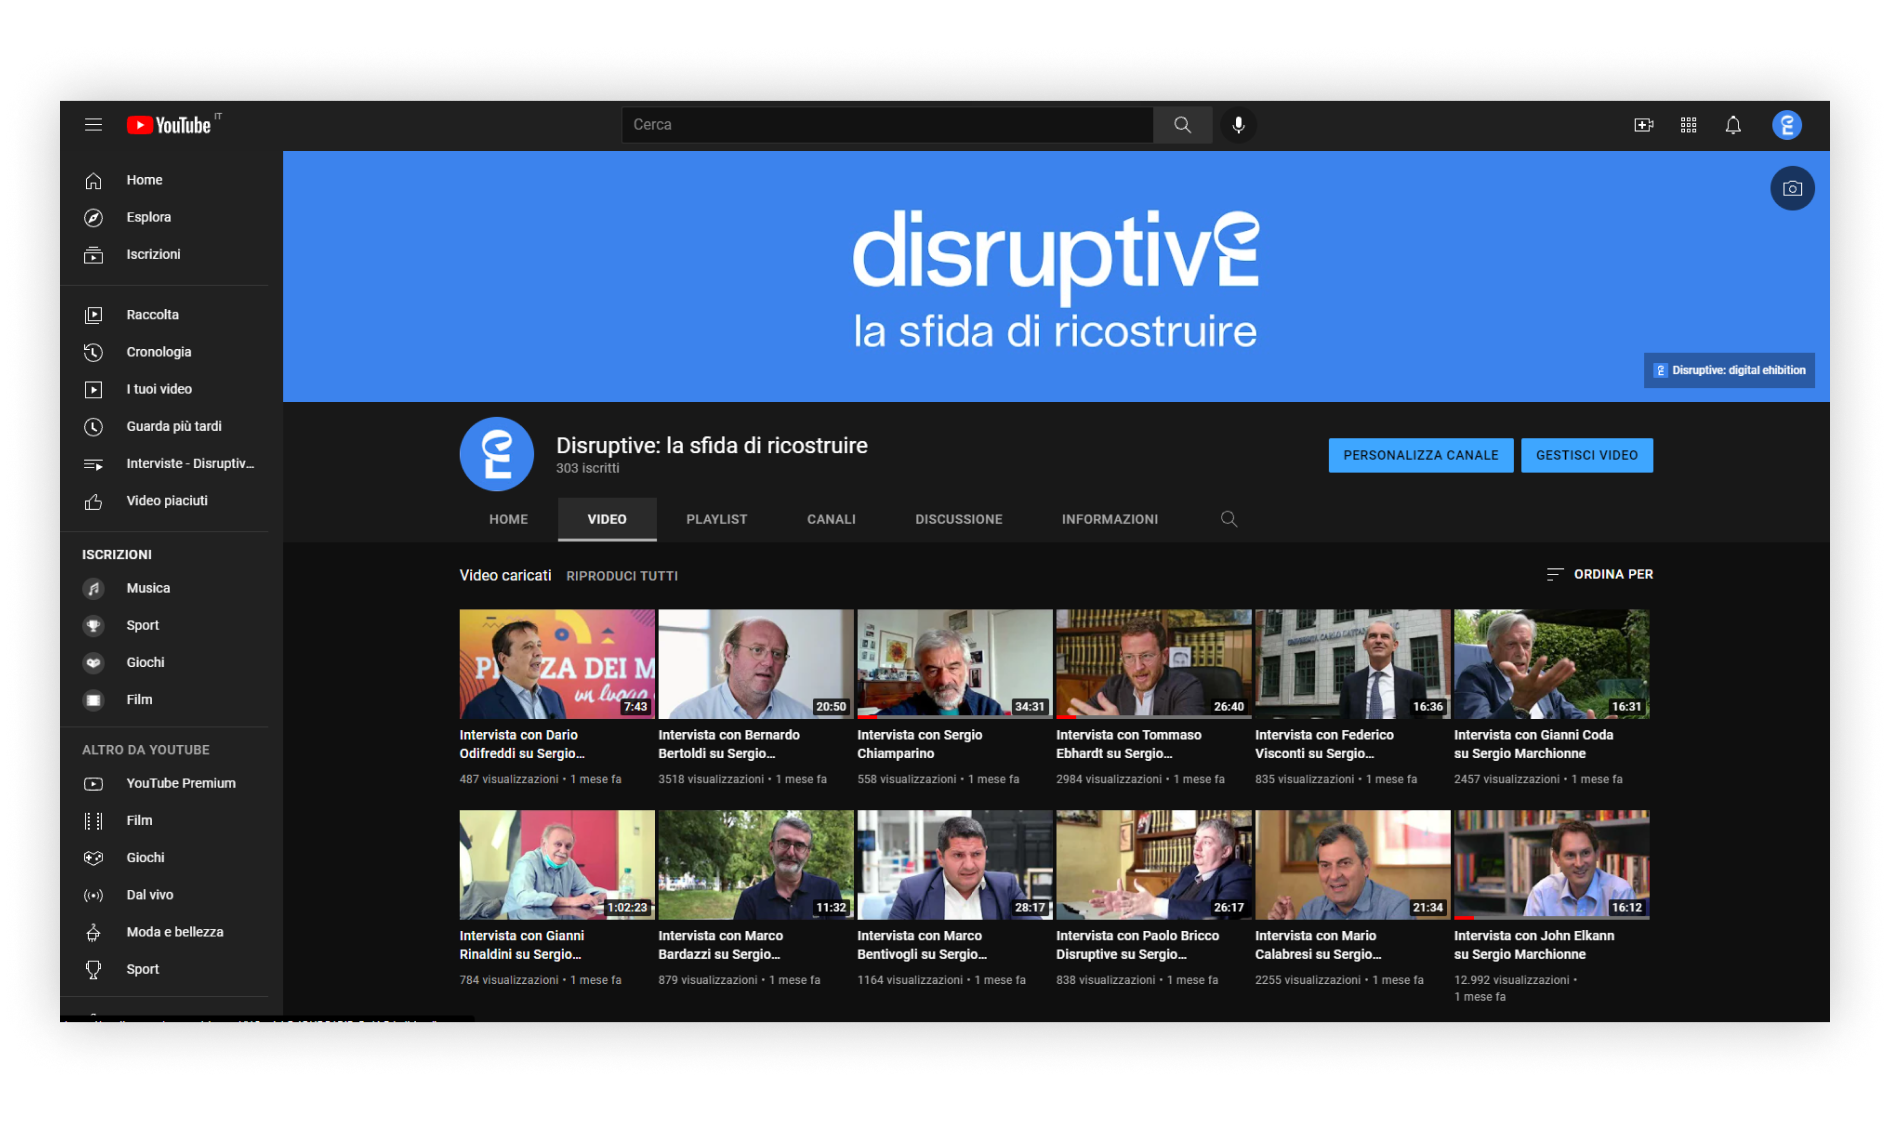 YouTube IT
Cerca
Home
Esplora
Iscrizioni
Raccolta
Cronologia
I tuoi video
Guarda più tardi
Interviste - Disruptiv...
Video piaciuti
ISCRIZIONI
Musica
Sport
Giochi
Film
ALTRO DA YOUTUBE
YouTube Premium
Film
Giochi
Dal vivo
Moda e bellezza
Sport
disruptive
la sfida di ricostruire
Disruptive: digital ehibition
Disruptive: la sfida di ricostruire
303 iscritti
PERSONALIZZA CANALE
GESTISCI VIDEO
HOME VIDEO PLAYLIST CANALI DISCUSSIONE INFORMAZIONI
Video caricati RIPRODUCI TUTTI
ORDINA PER
DEI M
un luogo
7:43
Intervista con Dario
Odifreddi su Sergio...
487 visualizzazioni • 1 mese fa
20:50
Intervista con Bernardo
Bertoldi su Sergio...
3518 visualizzazioni • 1 mese fa
34:31
Intervista con Sergio
Chiamparino
558 visualizzazioni • 1 mese fa
26:40
Intervista con Tommaso
Ebhardt su Sergio...
2984 visualizzazioni • 1 mese fa
16:36
Intervista con Federico
Visconti su Sergio...
835 visualizzazioni • 1 mese fa
16:31
Intervista con Gianni Coda
su Sergio Marchionne
2457 visualizzazioni • 1 mese fa
1:02:23
Intervista con Gianni
Rinaldini su Sergio...
784 visualizzazioni • 1 mese fa
11:32
Intervista con Marco
Bardazzi su Sergio...
879 visualizzazioni • 1 mese fa
28:17
Intervista con Marco
Bentivogli su Sergio...
1164 visualizzazioni • 1 mese fa
26:17
Intervista con Paolo Bricco
Disruptive su Sergio...
838 visualizzazioni • 1 mese fa
21:34
Intervista con Mario
Calabresi su Sergio...
2255 visualizzazioni • 1 mese fa
16:12
Intervista con John Elkann
su Sergio Marchionne
12.992 visualizzazioni •
1 mese fa